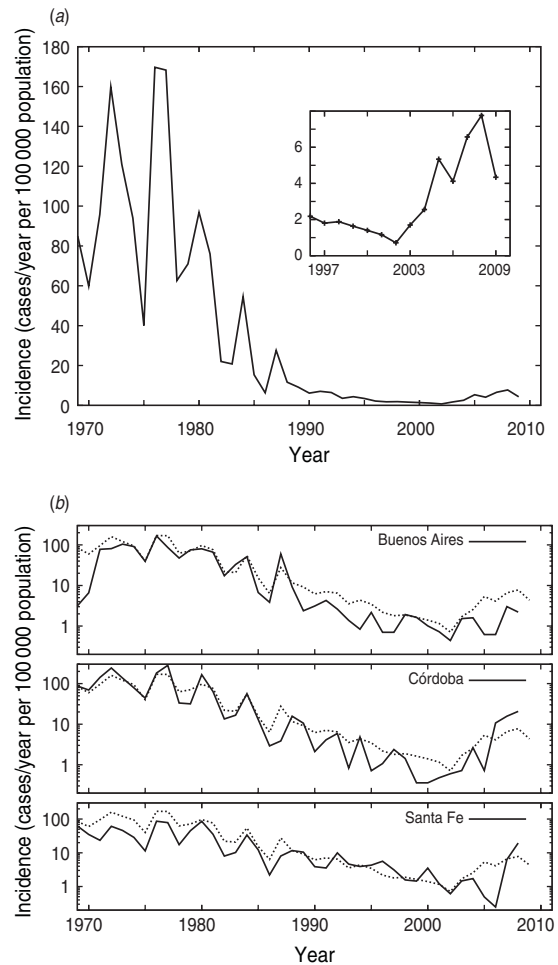 (a)
Incidence (cases/year per 100 000 population)
180
160
140
120
100
80
60
40
20
0
6
4
2
0
1997 2003 2009
1970 1980 1990 2000 2010
Year
(b)
Incidence (cases/year per 100 000 population)
Buenos Aires
100
10
1
Córdoba
100
10
1
Santa Fe
100
10
1
1970 1980 1990 2000 2010
Year